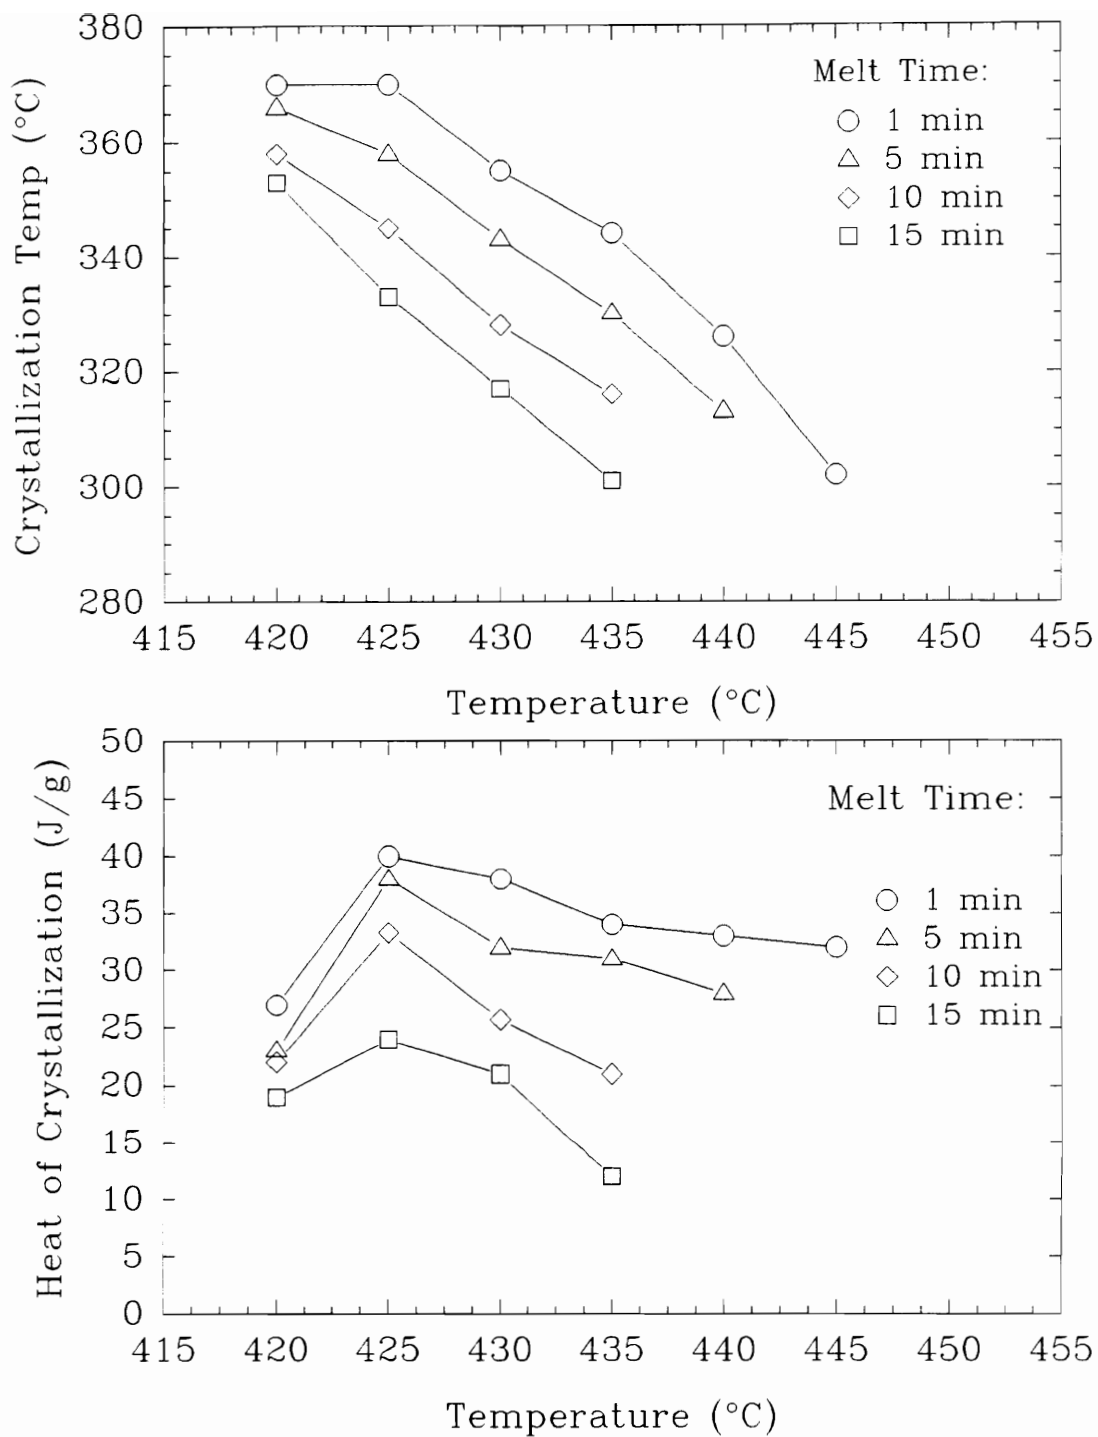 380
360
340
320
300
280
Crystallization Temp (°C)
Melt Time:
1 min
5 min
10 min
15 min
415 420 425 430 435 440 445 450 455
Temperature (°C)
50
45
40
35
30
25
20
15
10
5
0
Heat of Crystallization (J/g)
Melt Time:
1 min
5 min
10 min
15 min
415 420 425 430 435 440 445 450 455
Temperature (°C)